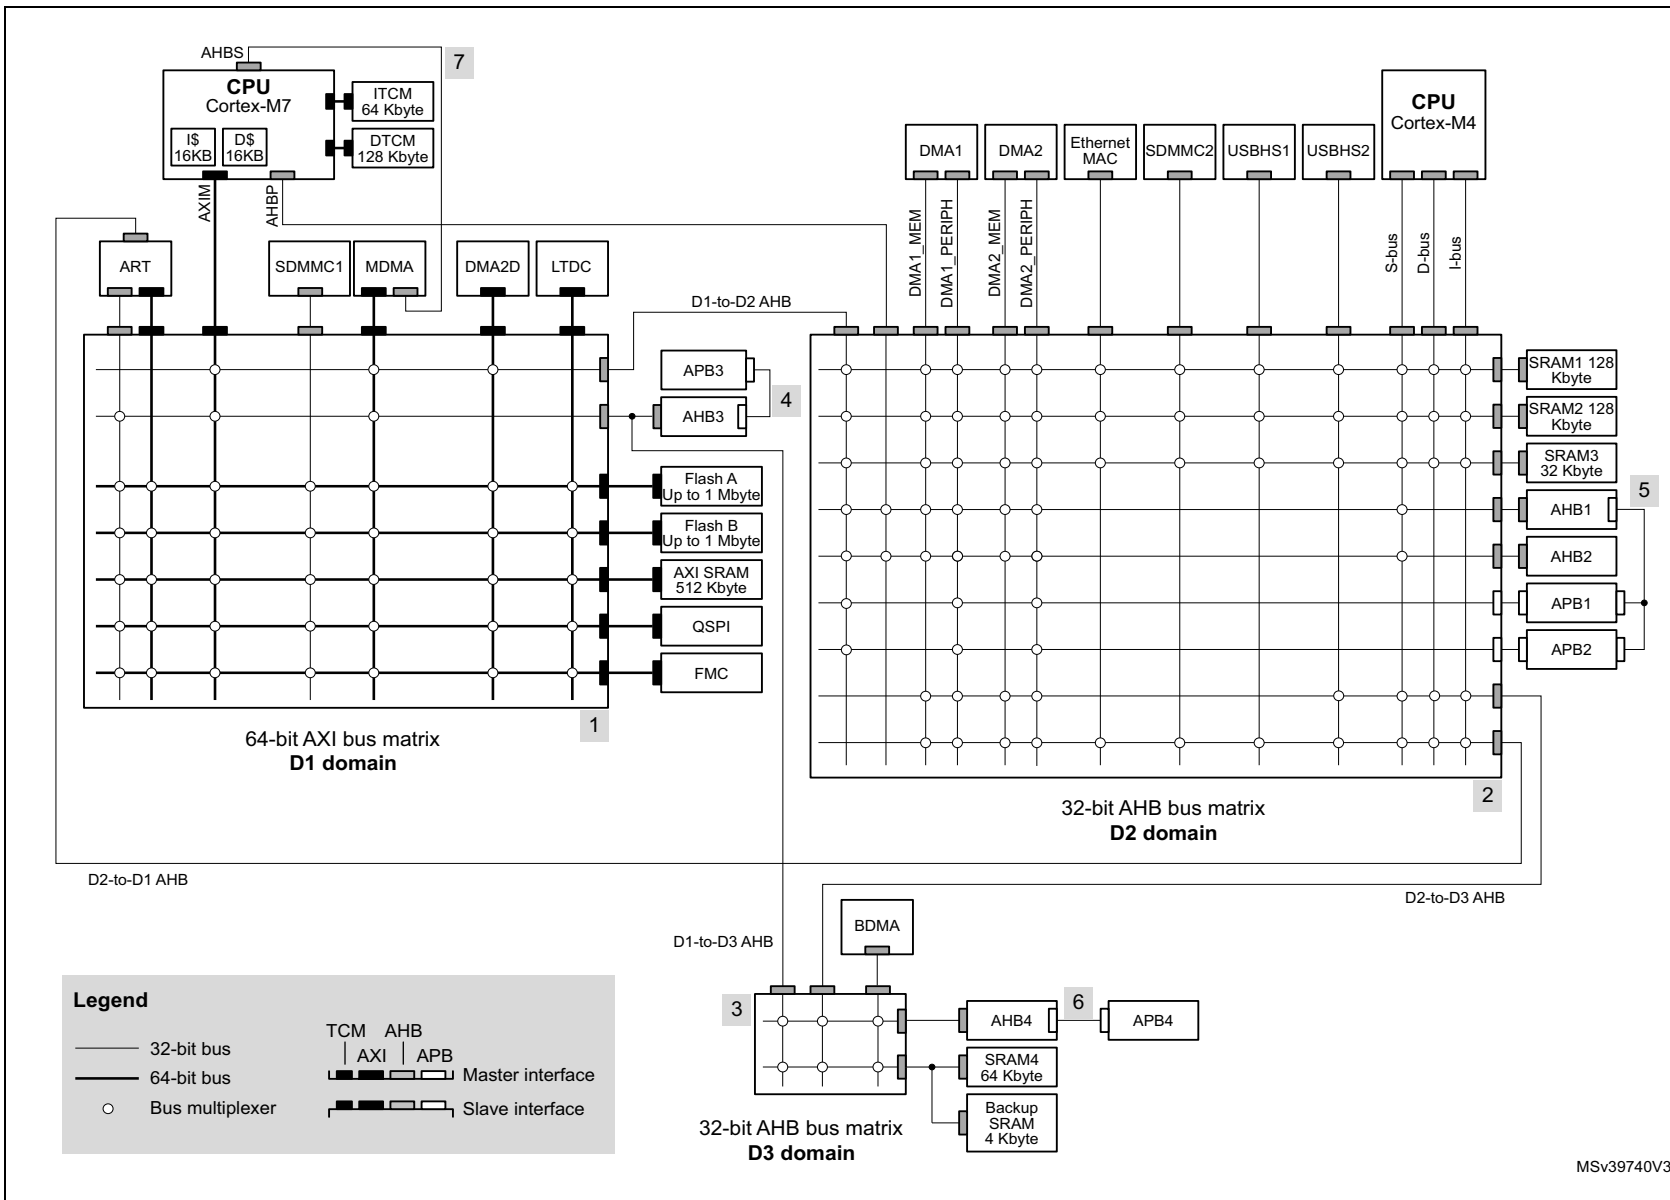 AHBS
7
CPU
Cortex-M7
ITCM
64 Kbyte
I$
16KB
D$
16KB
DTCM
128 Kbyte
AXIM
AHBP
CPU
Cortex-M4
DMA1
DMA2
Ethernet
MAC
SDMMC2
USBHS1
USBHS2
DMA1_MEM
DMA1_PERIPH
DMA2_MEM
DMA2_PERIPH
S-bus
D-bus
I-bus
ART
SDMMC1
MDMA
DMA2D
LTDC
D1-to-D2 AHB
APB3
AHB3
4
Flash A
Up to 1 Mbyte
Flash B
Up to 1 Mbyte
AXI SRAM
512 Kbyte
QSPI
FMC
1
64-bit AXI bus matrix
D1 domain
SRAM1 128
Kbyte
SRAM2 128
Kbyte
SRAM3
32 Kbyte
5
AHB1
AHB2
APB1
APB2
2
32-bit AHB bus matrix
D2 domain
D2-to-D1 AHB
D2-to-D3 AHB
D1-to-D3 AHB
BDMA
3
AHB4
6
APB4
SRAM4
64 Kbyte
Backup
SRAM
4 Kbyte
32-bit AHB bus matrix
D3 domain
Legend
TCM
AHB
32-bit bus
AXI
APB
64-bit bus
Master interface
Bus multiplexer
Slave interface
MSv39740V3